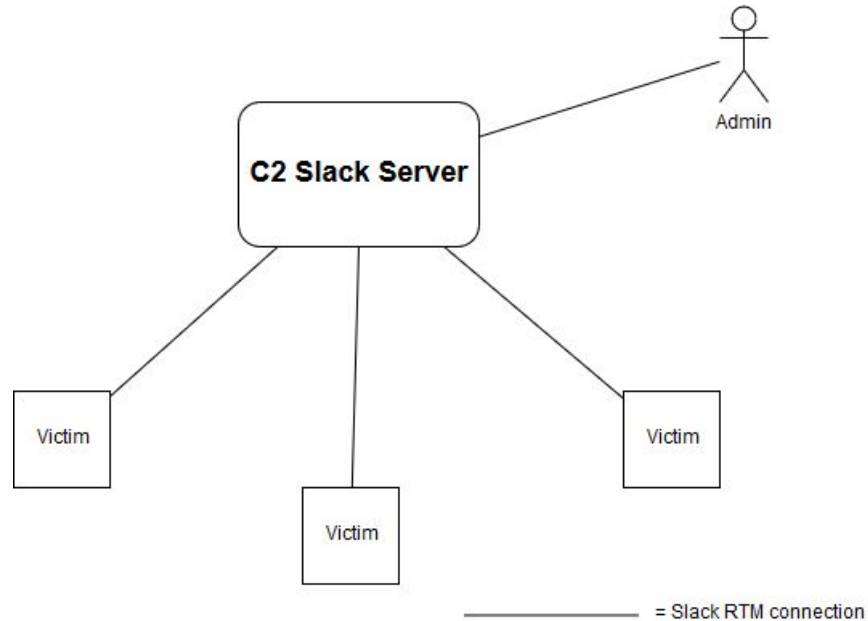 Admin
C2 Slack Server
Victim
Victim
Victim
= Slack RTM connection